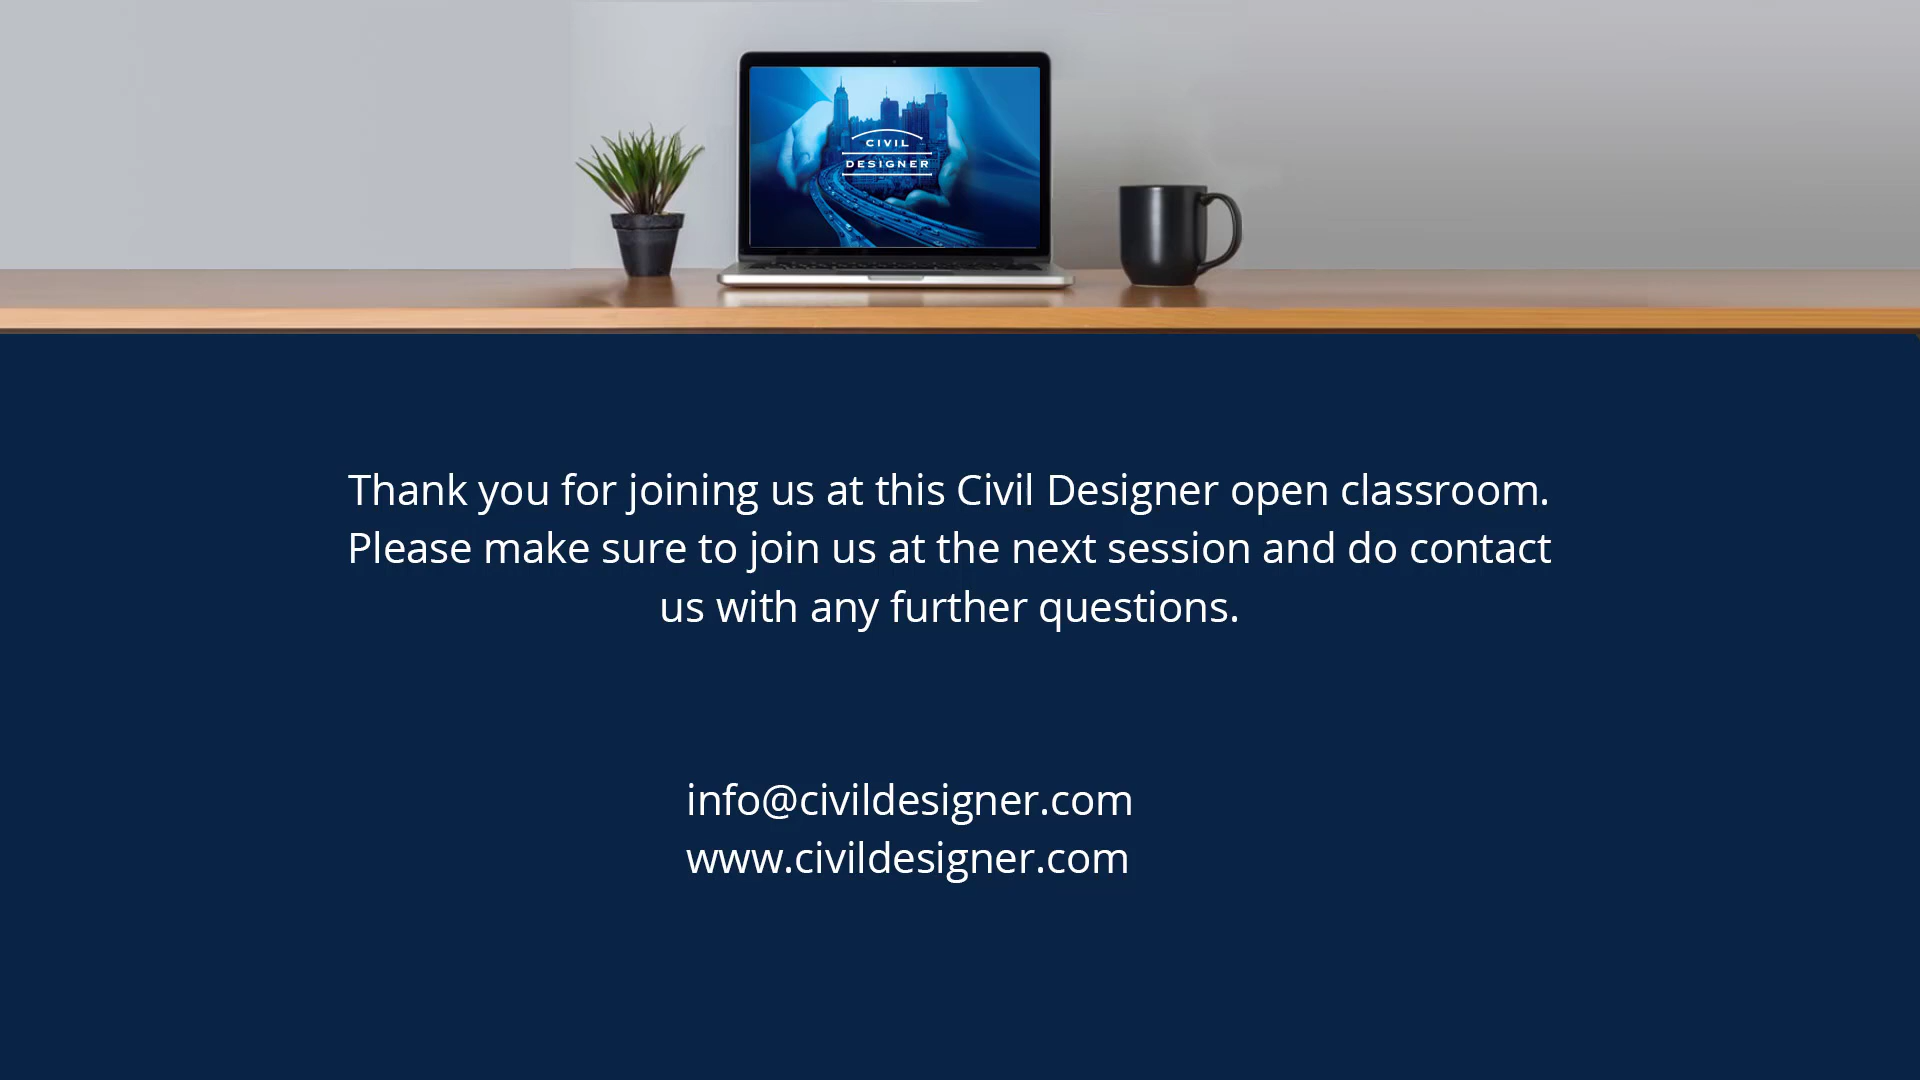 CIVIL
DESIGNER
Thank you for joining us at this Civil Designer open classroom.
Please make sure to join us at the next session and do contact
us with any further questions.
info@civildesigner.com
www.civildesigner.com